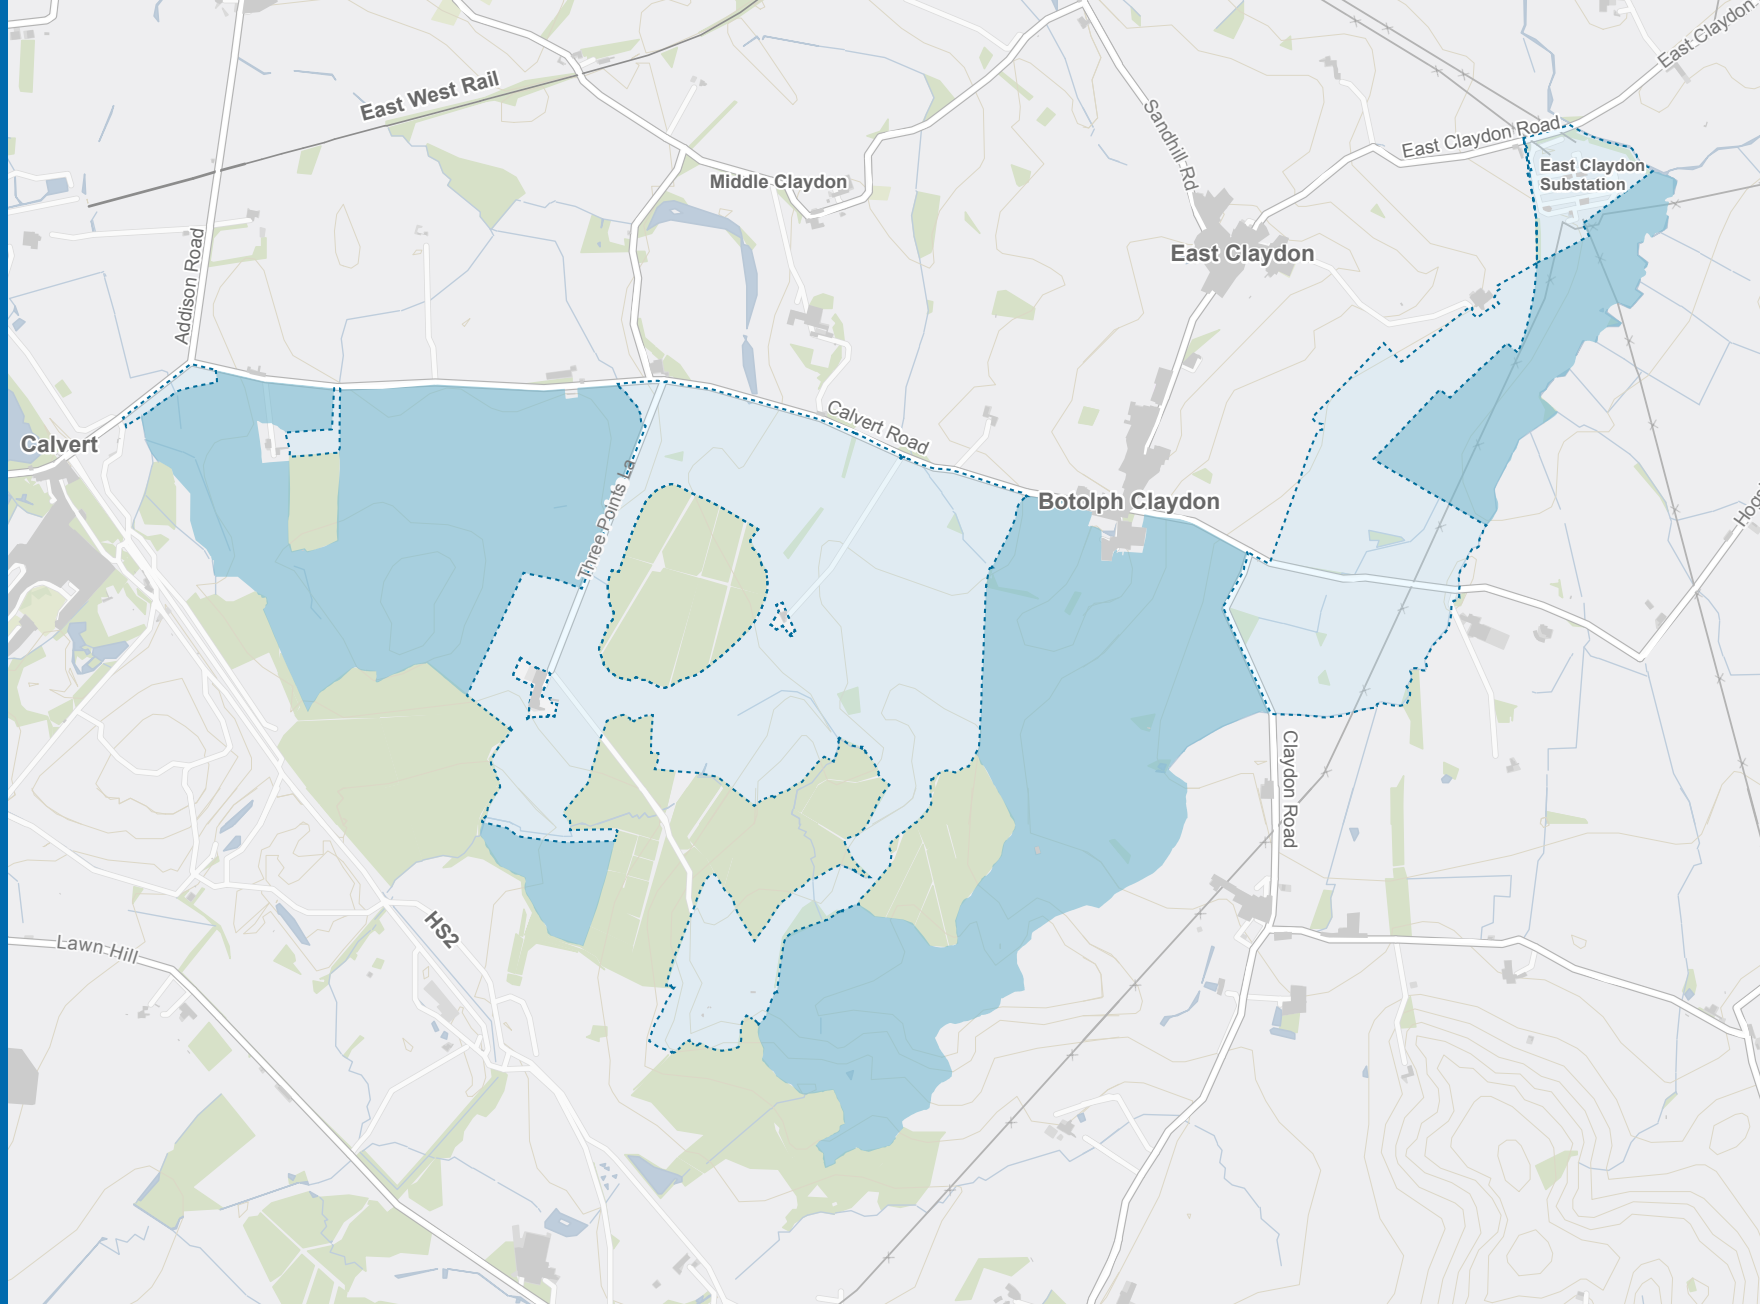 East Claydon
East West Rail
Sandhill Rd
East Claydon Road
East Claydon
Substation
Middle Claydon
Addison Road
East Claydon
Calvert Road
Calvert
Three Points La
Botolph Claydon
Claydon Road
HS2
Lawn Hill